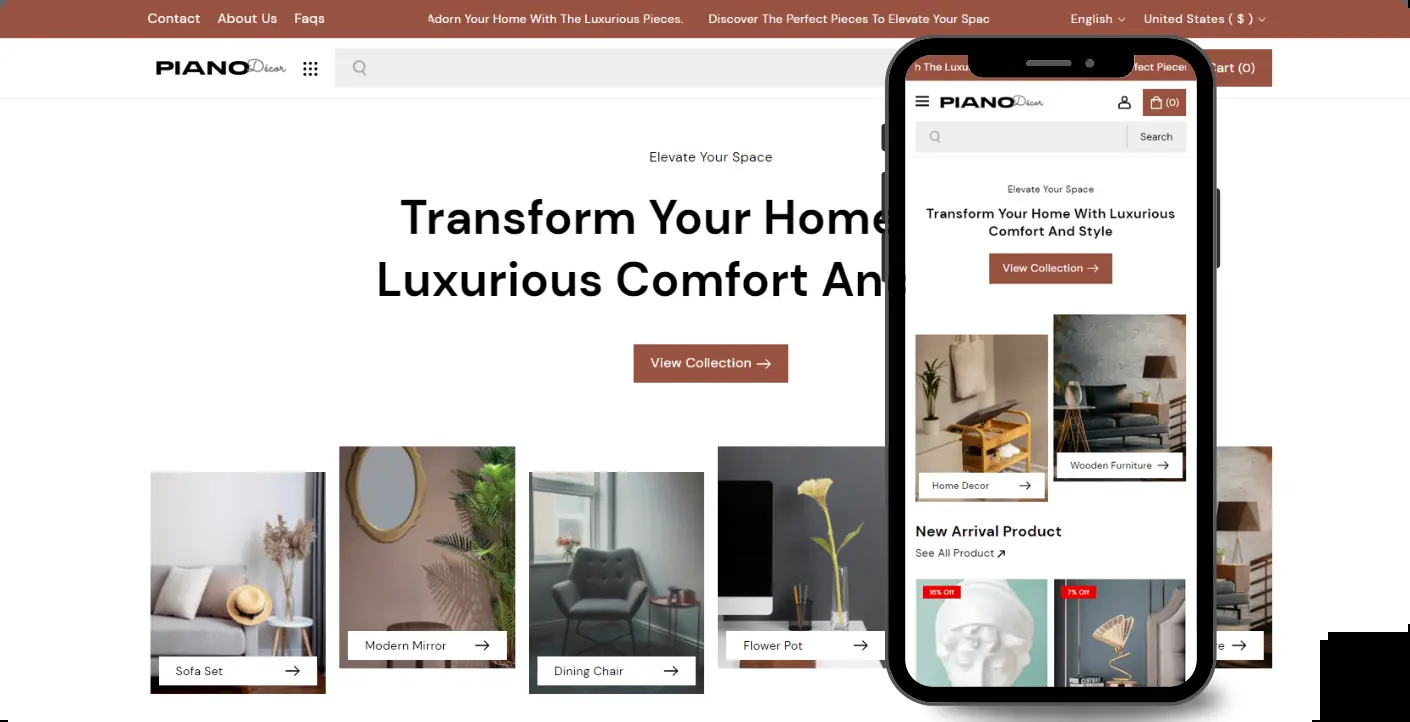 Contact About Us Faqs
Adorn Your Home With The Luxurious Pieces. Discover The Perfect Pieces To Elevate Your Spac
English United States ( $ )
PIANO Décor
Cart (0)
Elevate Your Space
Transform Your Home
Luxurious Comfort An
View Collection →
Sofa Set →
Modern Mirror →
Dining Chair →
Flower Pot →
re →
h The Luxu
fect Pieces
PIANO Décor
(0)
Search
Elevate Your Space
Transform Your Home With Luxurious
Comfort And Style
View Collection →
Home Decor →
Wooden Furniture →
New Arrival Product
See All Product
16% Off
7% Off